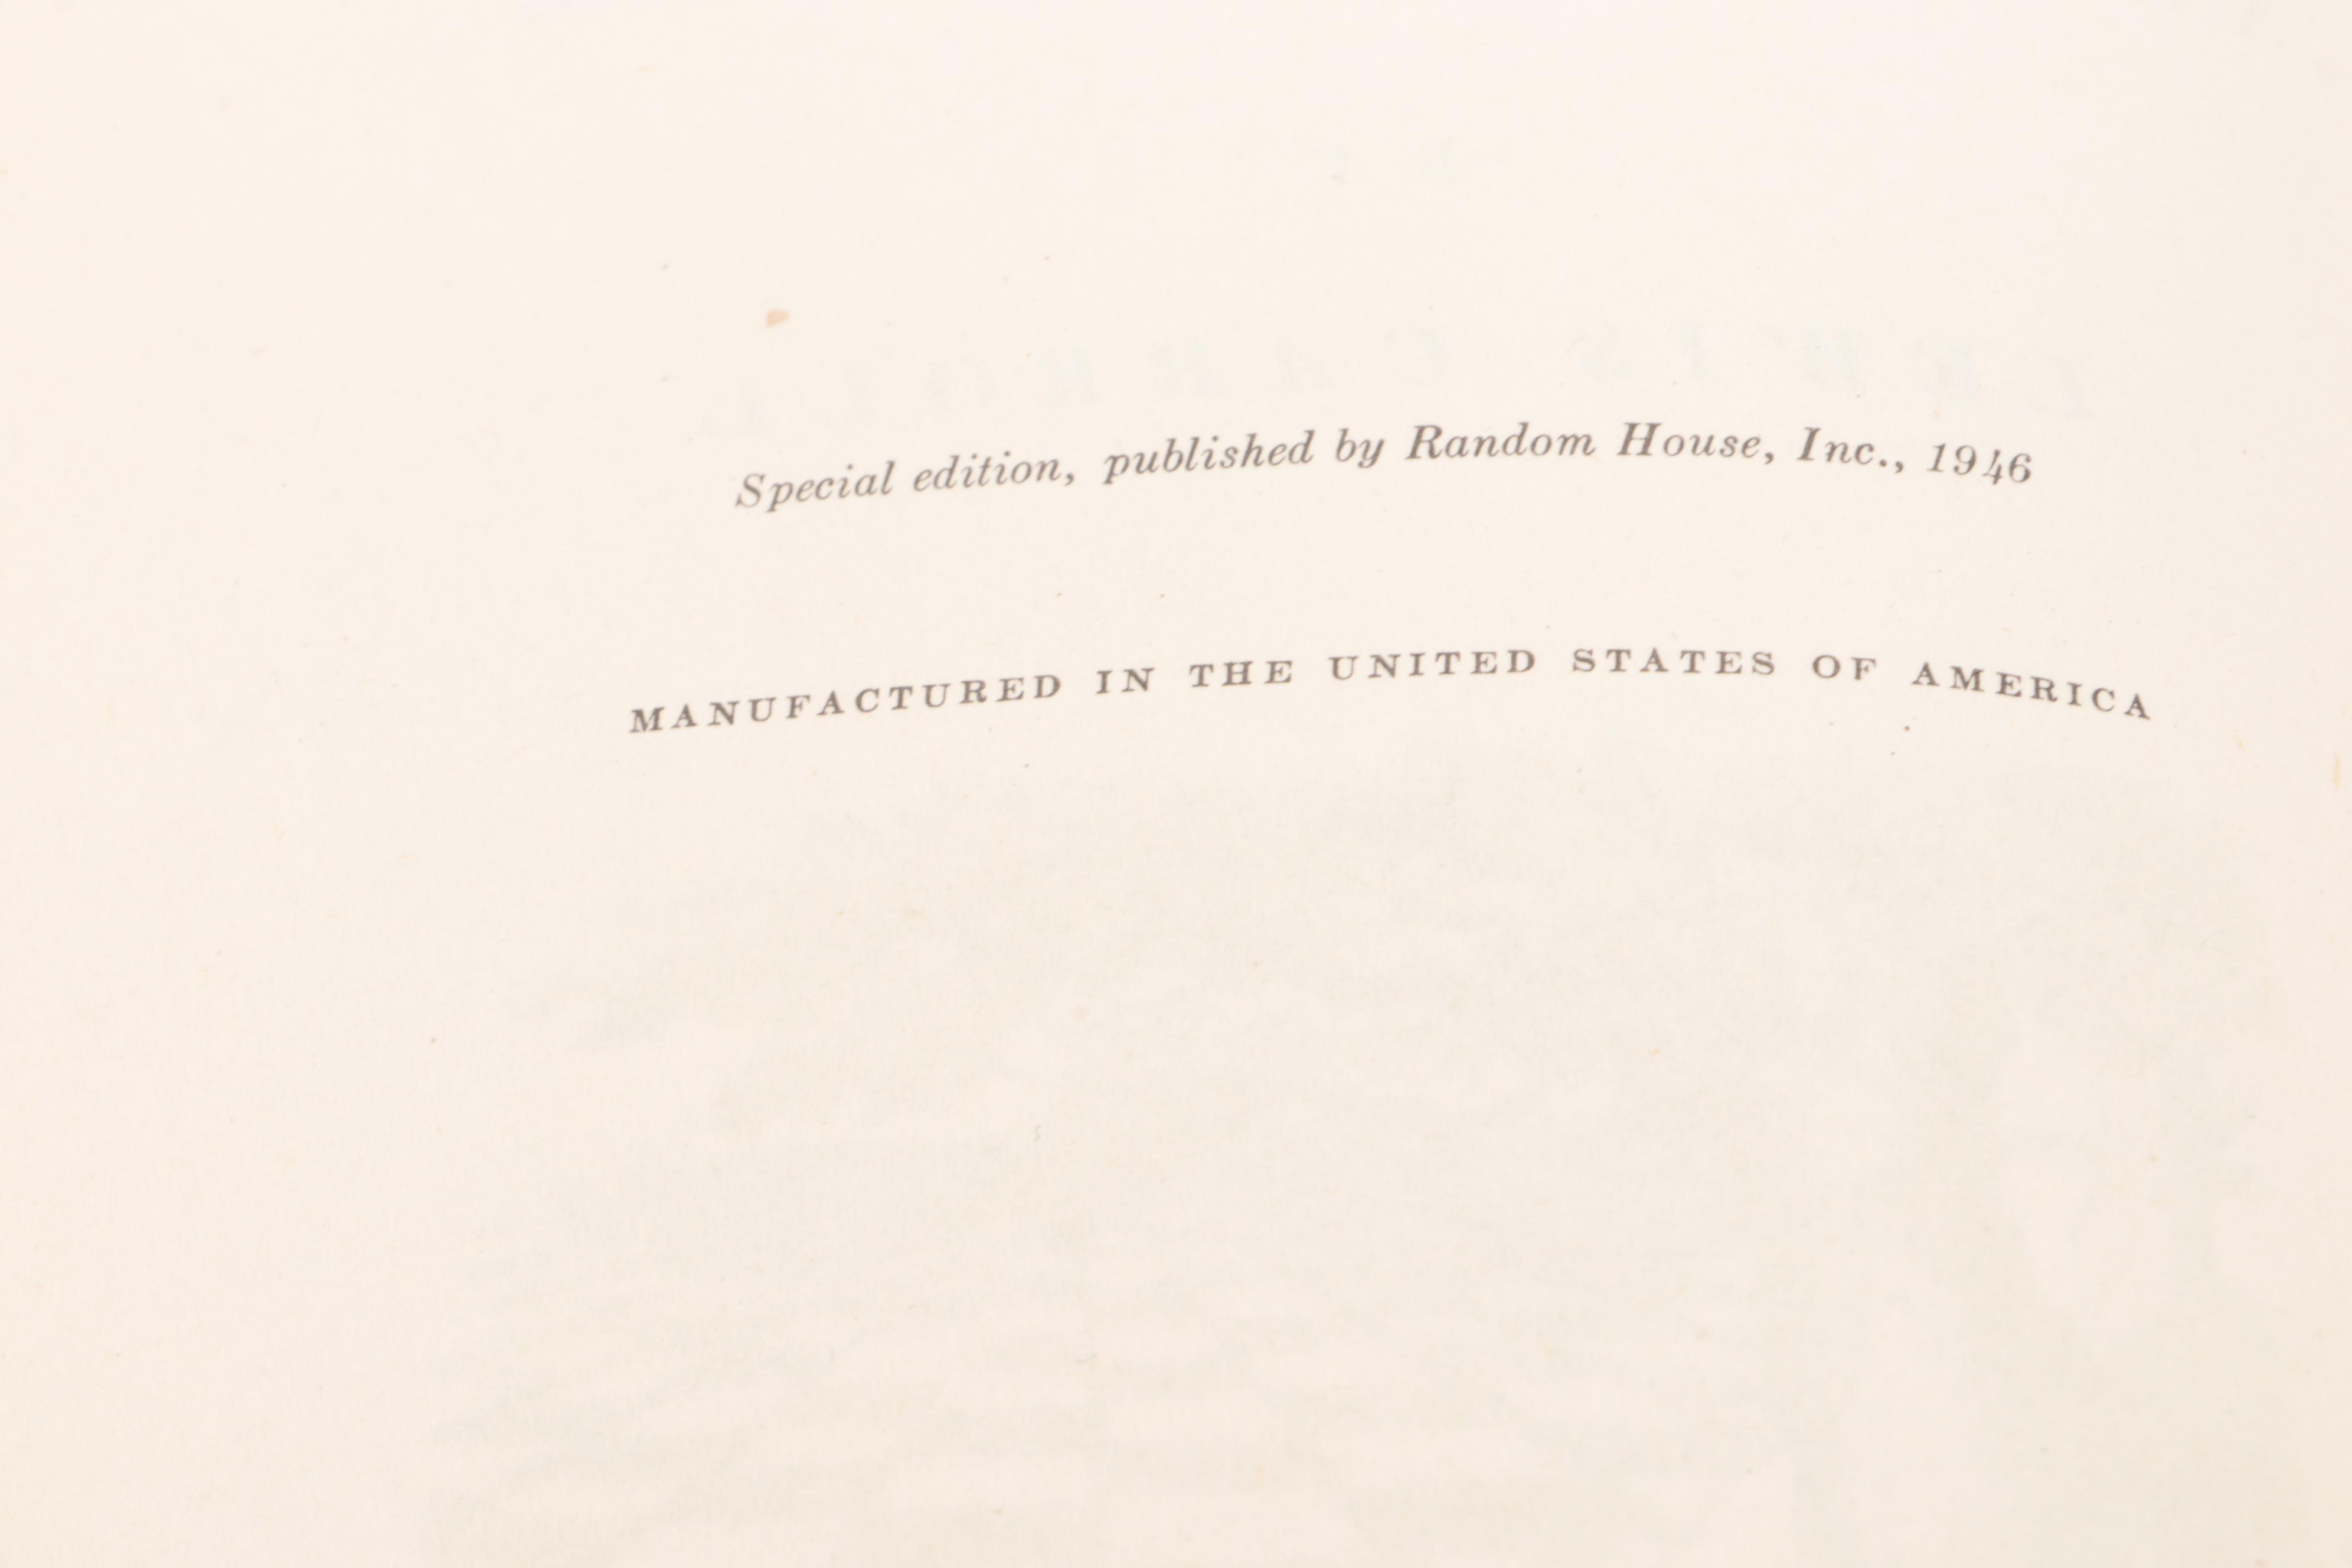 Special edition, published by Random House, Inc., 1946
MANUFACTURED IN THE UNITED STATES OF AMERICA